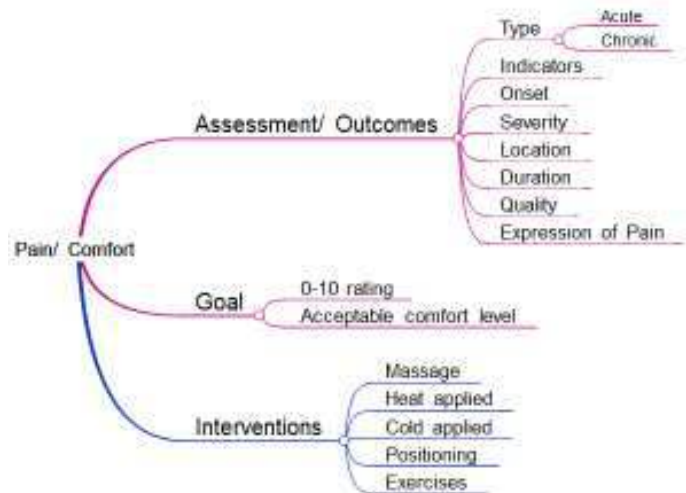 Pain/ Comfort
Assessment/ Outcomes
Type
Acute
Chronic
Indicators
Onset
Severity
Location
Duration
Quality
Expression of Pain
Goal
0-10 rating
Acceptable comfort level
Interventions
Massage
Heat applied
Cold applied
Positioning
Exercises